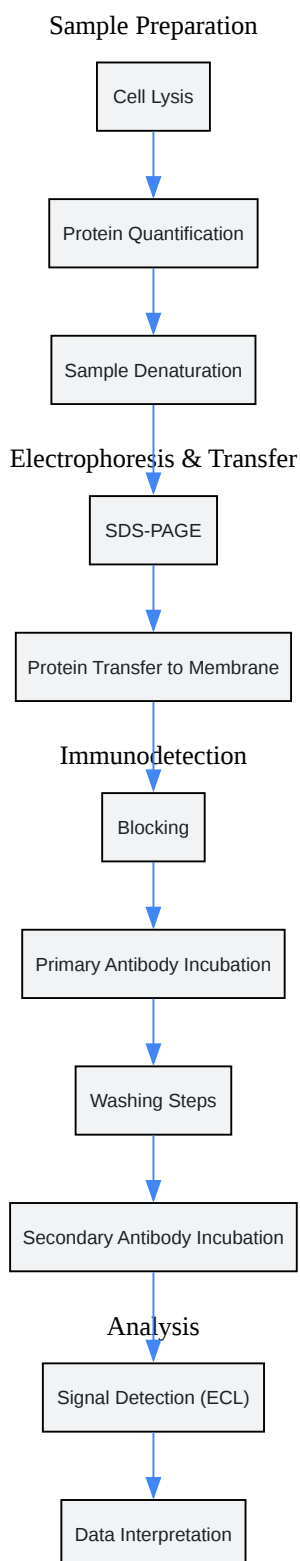 Sample Preparation
Cell Lysis
Protein Quantification
Sample Denaturation
Electrophoresis & Transfer
SDS-PAGE
Protein Transfer to Membrane
Immunodetection
Blocking
Primary Antibody Incubation
Washing Steps
Secondary Antibody Incubation
Analysis
Signal Detection (ECL)
Data Interpretation